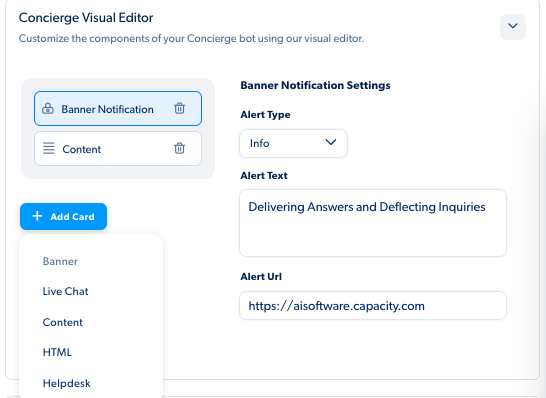 Concierge Visual Editor
Customize the components of your Concierge bot using our visual editor.
Banner Notification
Content
+ Add Card
Banner
Live Chat
Content
HTML
Helpdesk
Banner Notification Settings
Alert Type
Info
Alert Text
Delivering Answers and Deflecting Inquiries
Alert Url
https://aisoftware.capacity.com